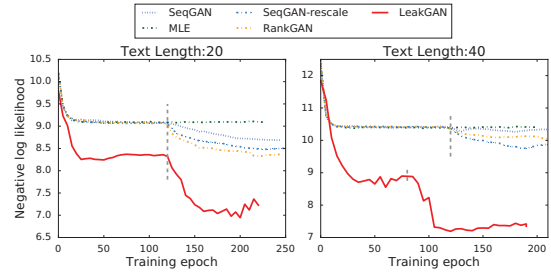 SeqGAN SeqGAN-rescale LeakGAN
MLE RankGAN
Text Length:20 Text Length:40
Negative log likelihood
10.5
10.0
9.5
9.0
8.5
8.0
7.5
7.0
6.5
0 50 100 150 200 250
Training epoch
12
11
10
9
8
7
0 50 100 150 200
Training epoch